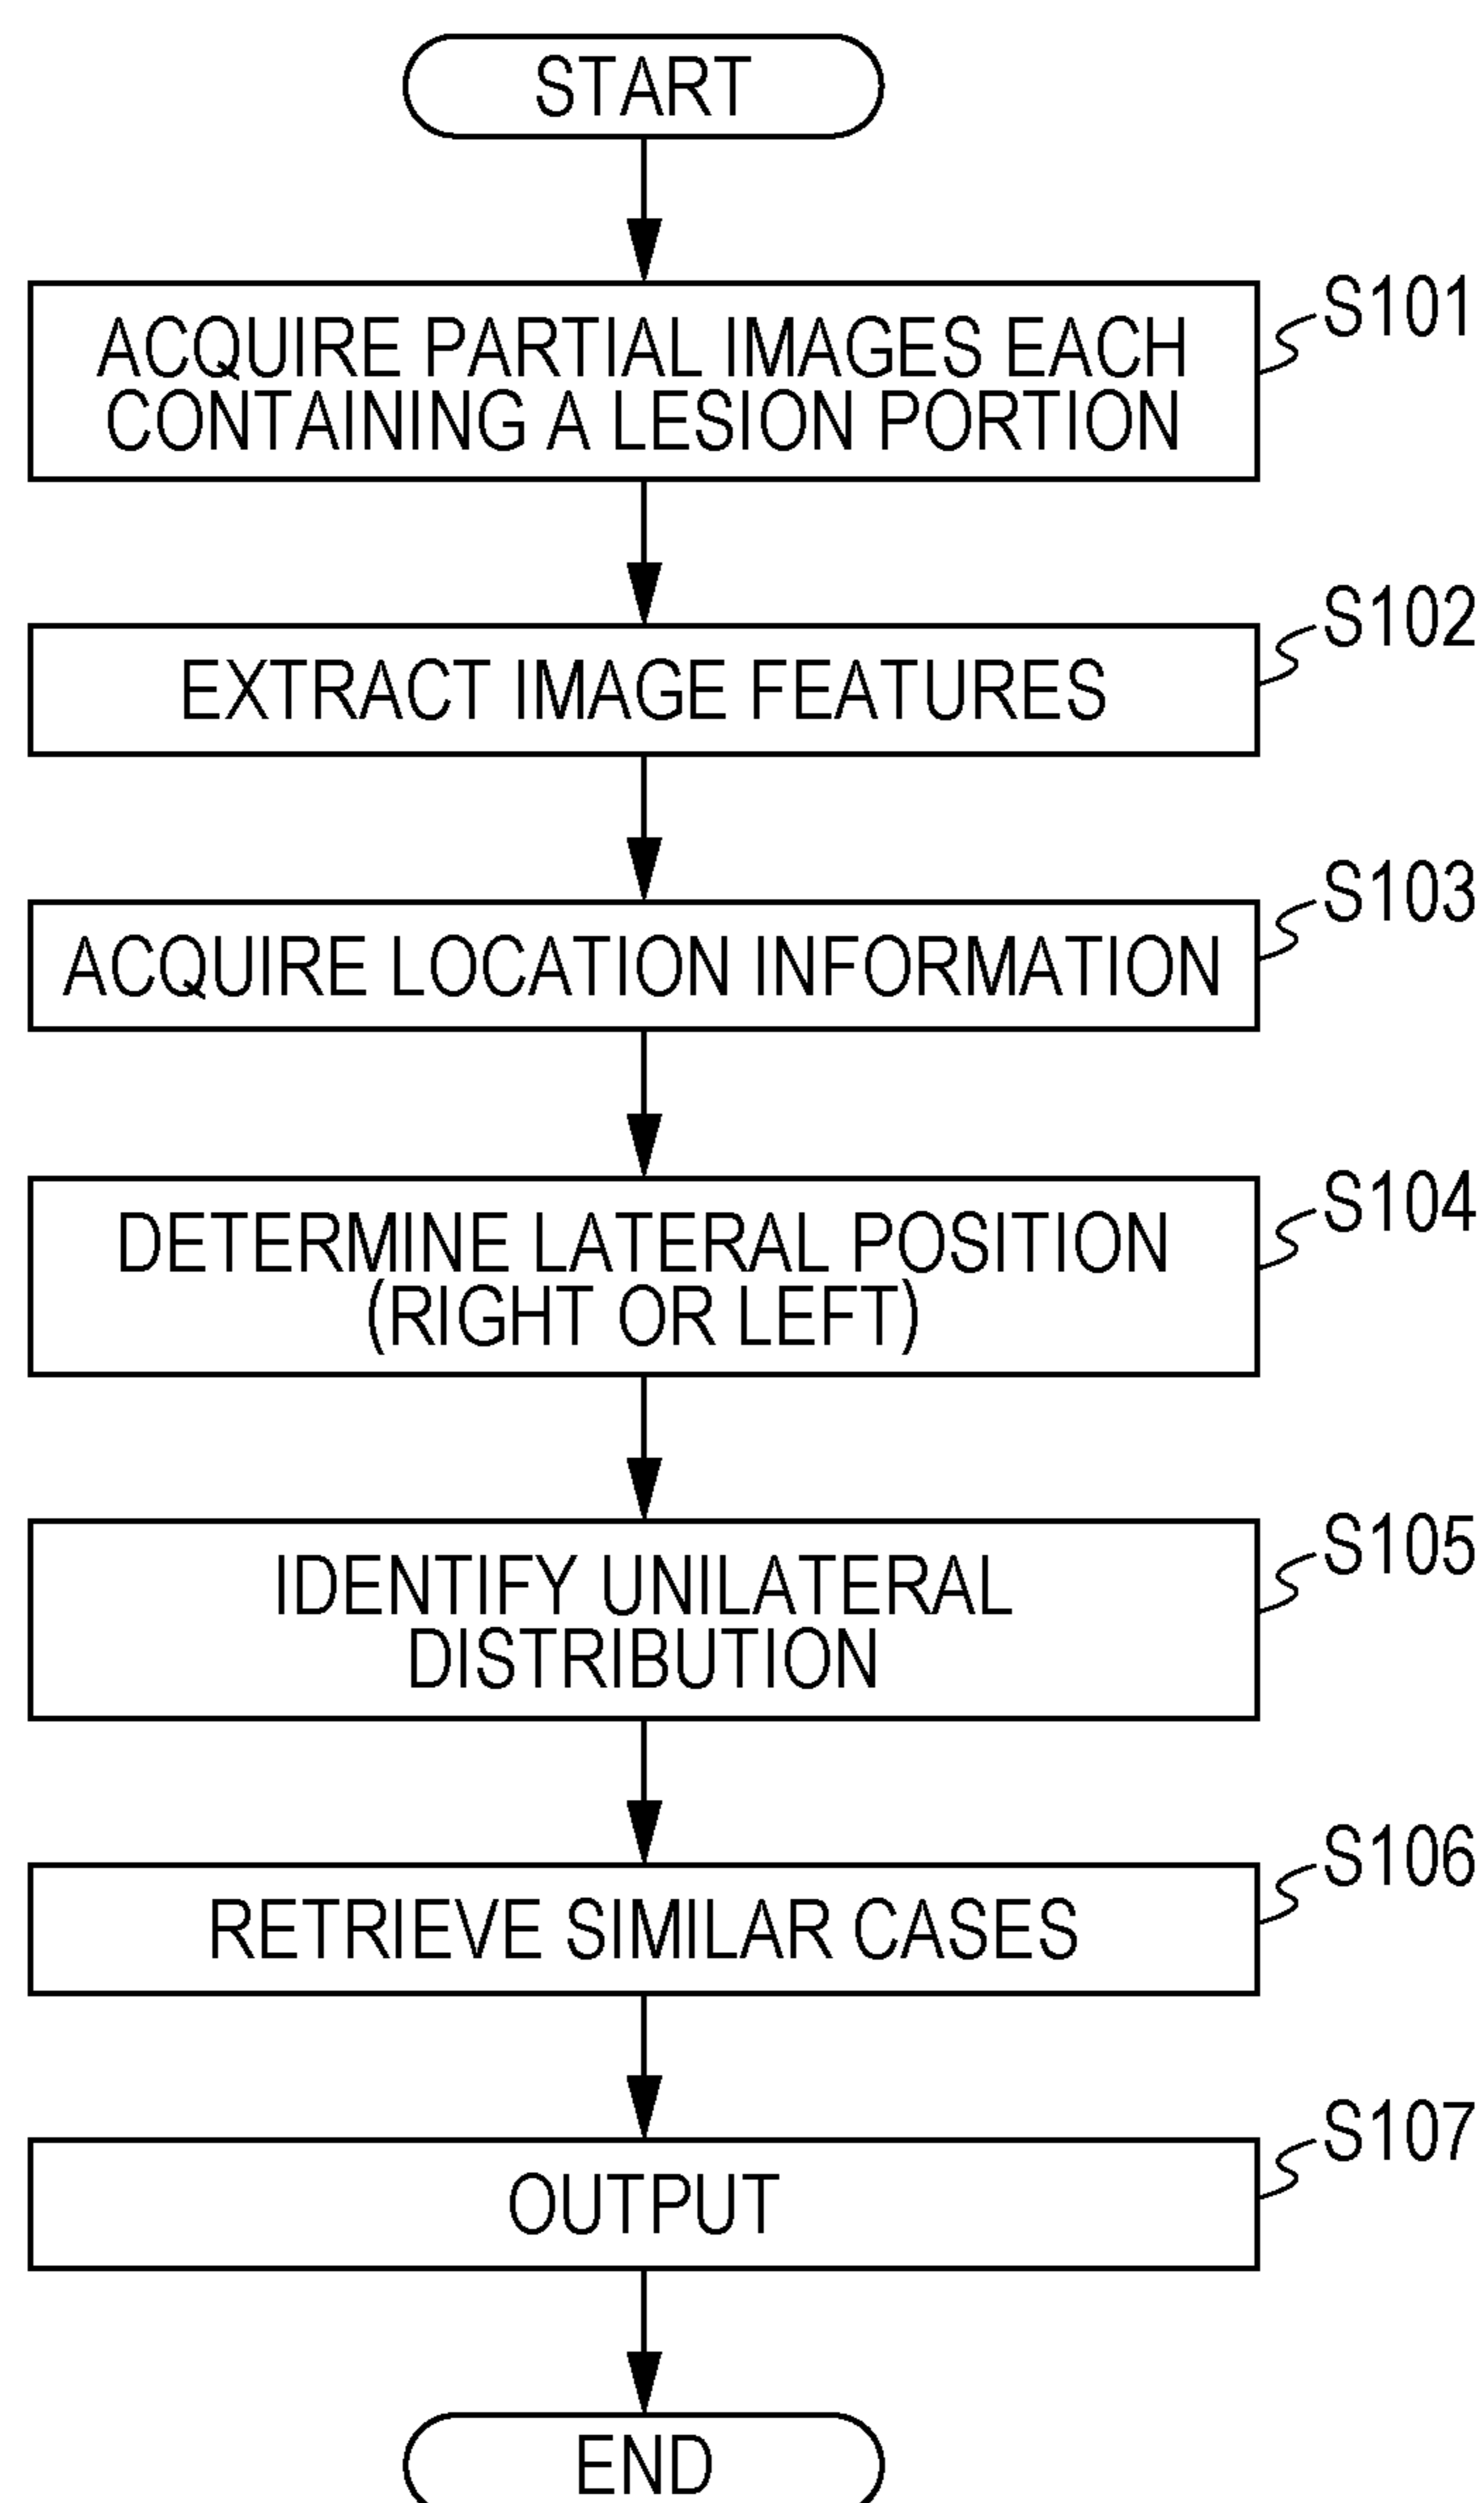 START
ACQUIRE PARTIAL IMAGES EACH
CONTAINING A LESION PORTION
S101
EXTRACT IMAGE FEATURES
S102
ACQUIRE LOCATION INFORMATION
S103
DETERMINE LATERAL POSITION
(RIGHT OR LEFT)
S104
IDENTIFY UNILATERAL
DISTRIBUTION
S105
RETRIEVE SIMILAR CASES
S106
OUTPUT
S107
END